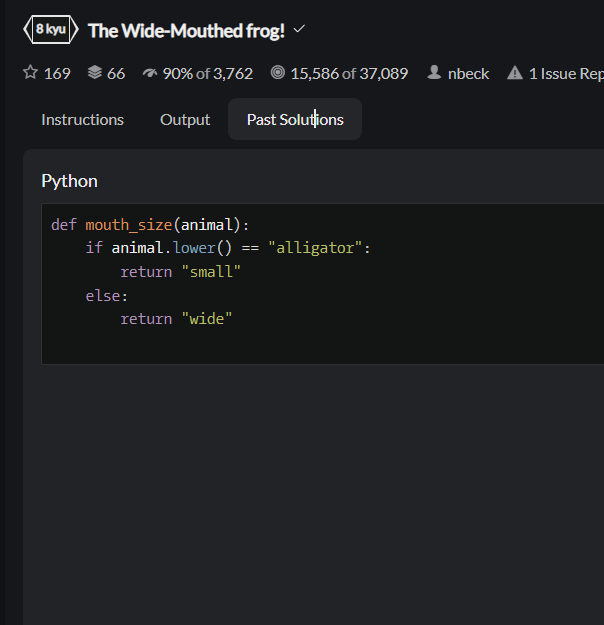 8 kyu The Wide-Mouthed frog!
169 66 90% of 3,762 15,586 of 37,089 nbeck 1 Issue Rep
Instructions Output Past Solutions
Python
def mouth_size(animal):
    if animal.lower() == "alligator":
        return "small"
    else:
        return "wide"